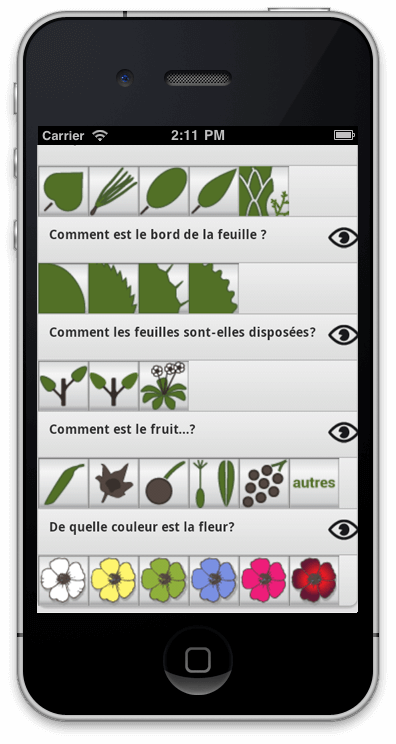 Carrier 2:11 PM
Comment est le bord de la feuille ?
Comment les feuilles sont-elles disposées?
Comment est le fruit...?
autres
De quelle couleur est la fleur?